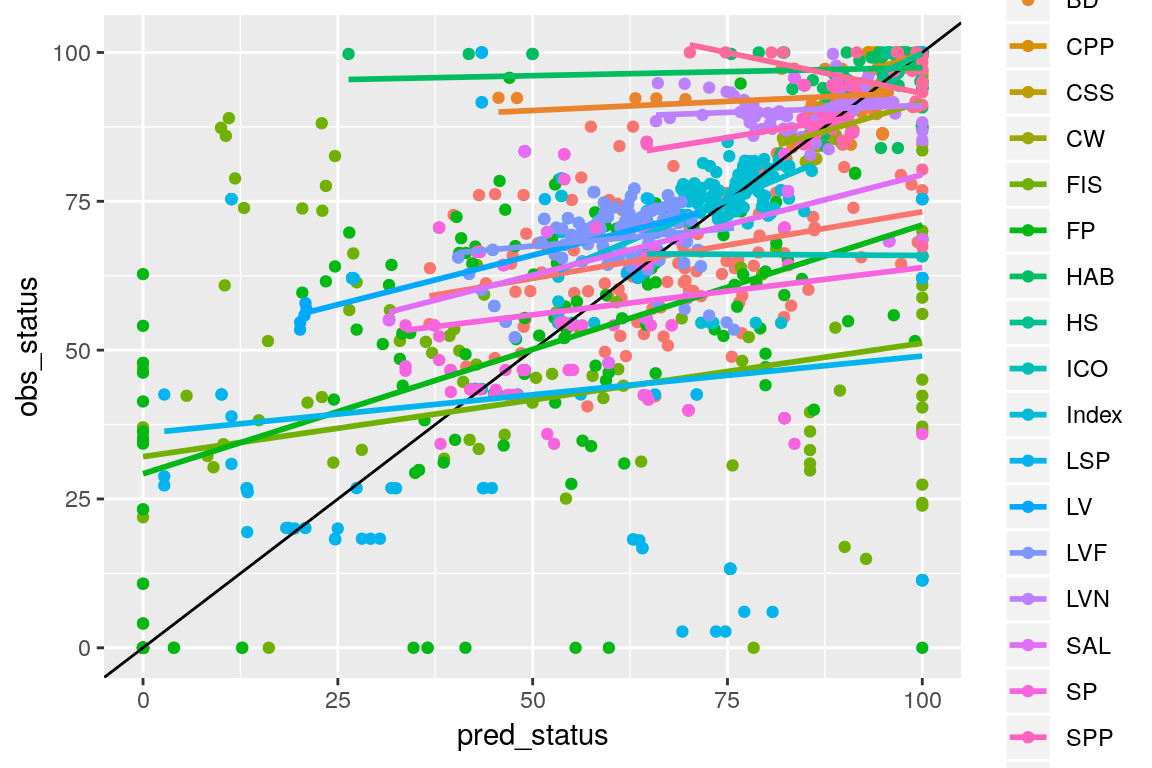 BD
CPP
CSS
CW
FIS
FP
HAB
HS
ICO
Index
LSP
LV
LVF
LVN
SAL
SP
SPP
100
75
50
25
0
0 25 50 75 100
obs_status
pred_status